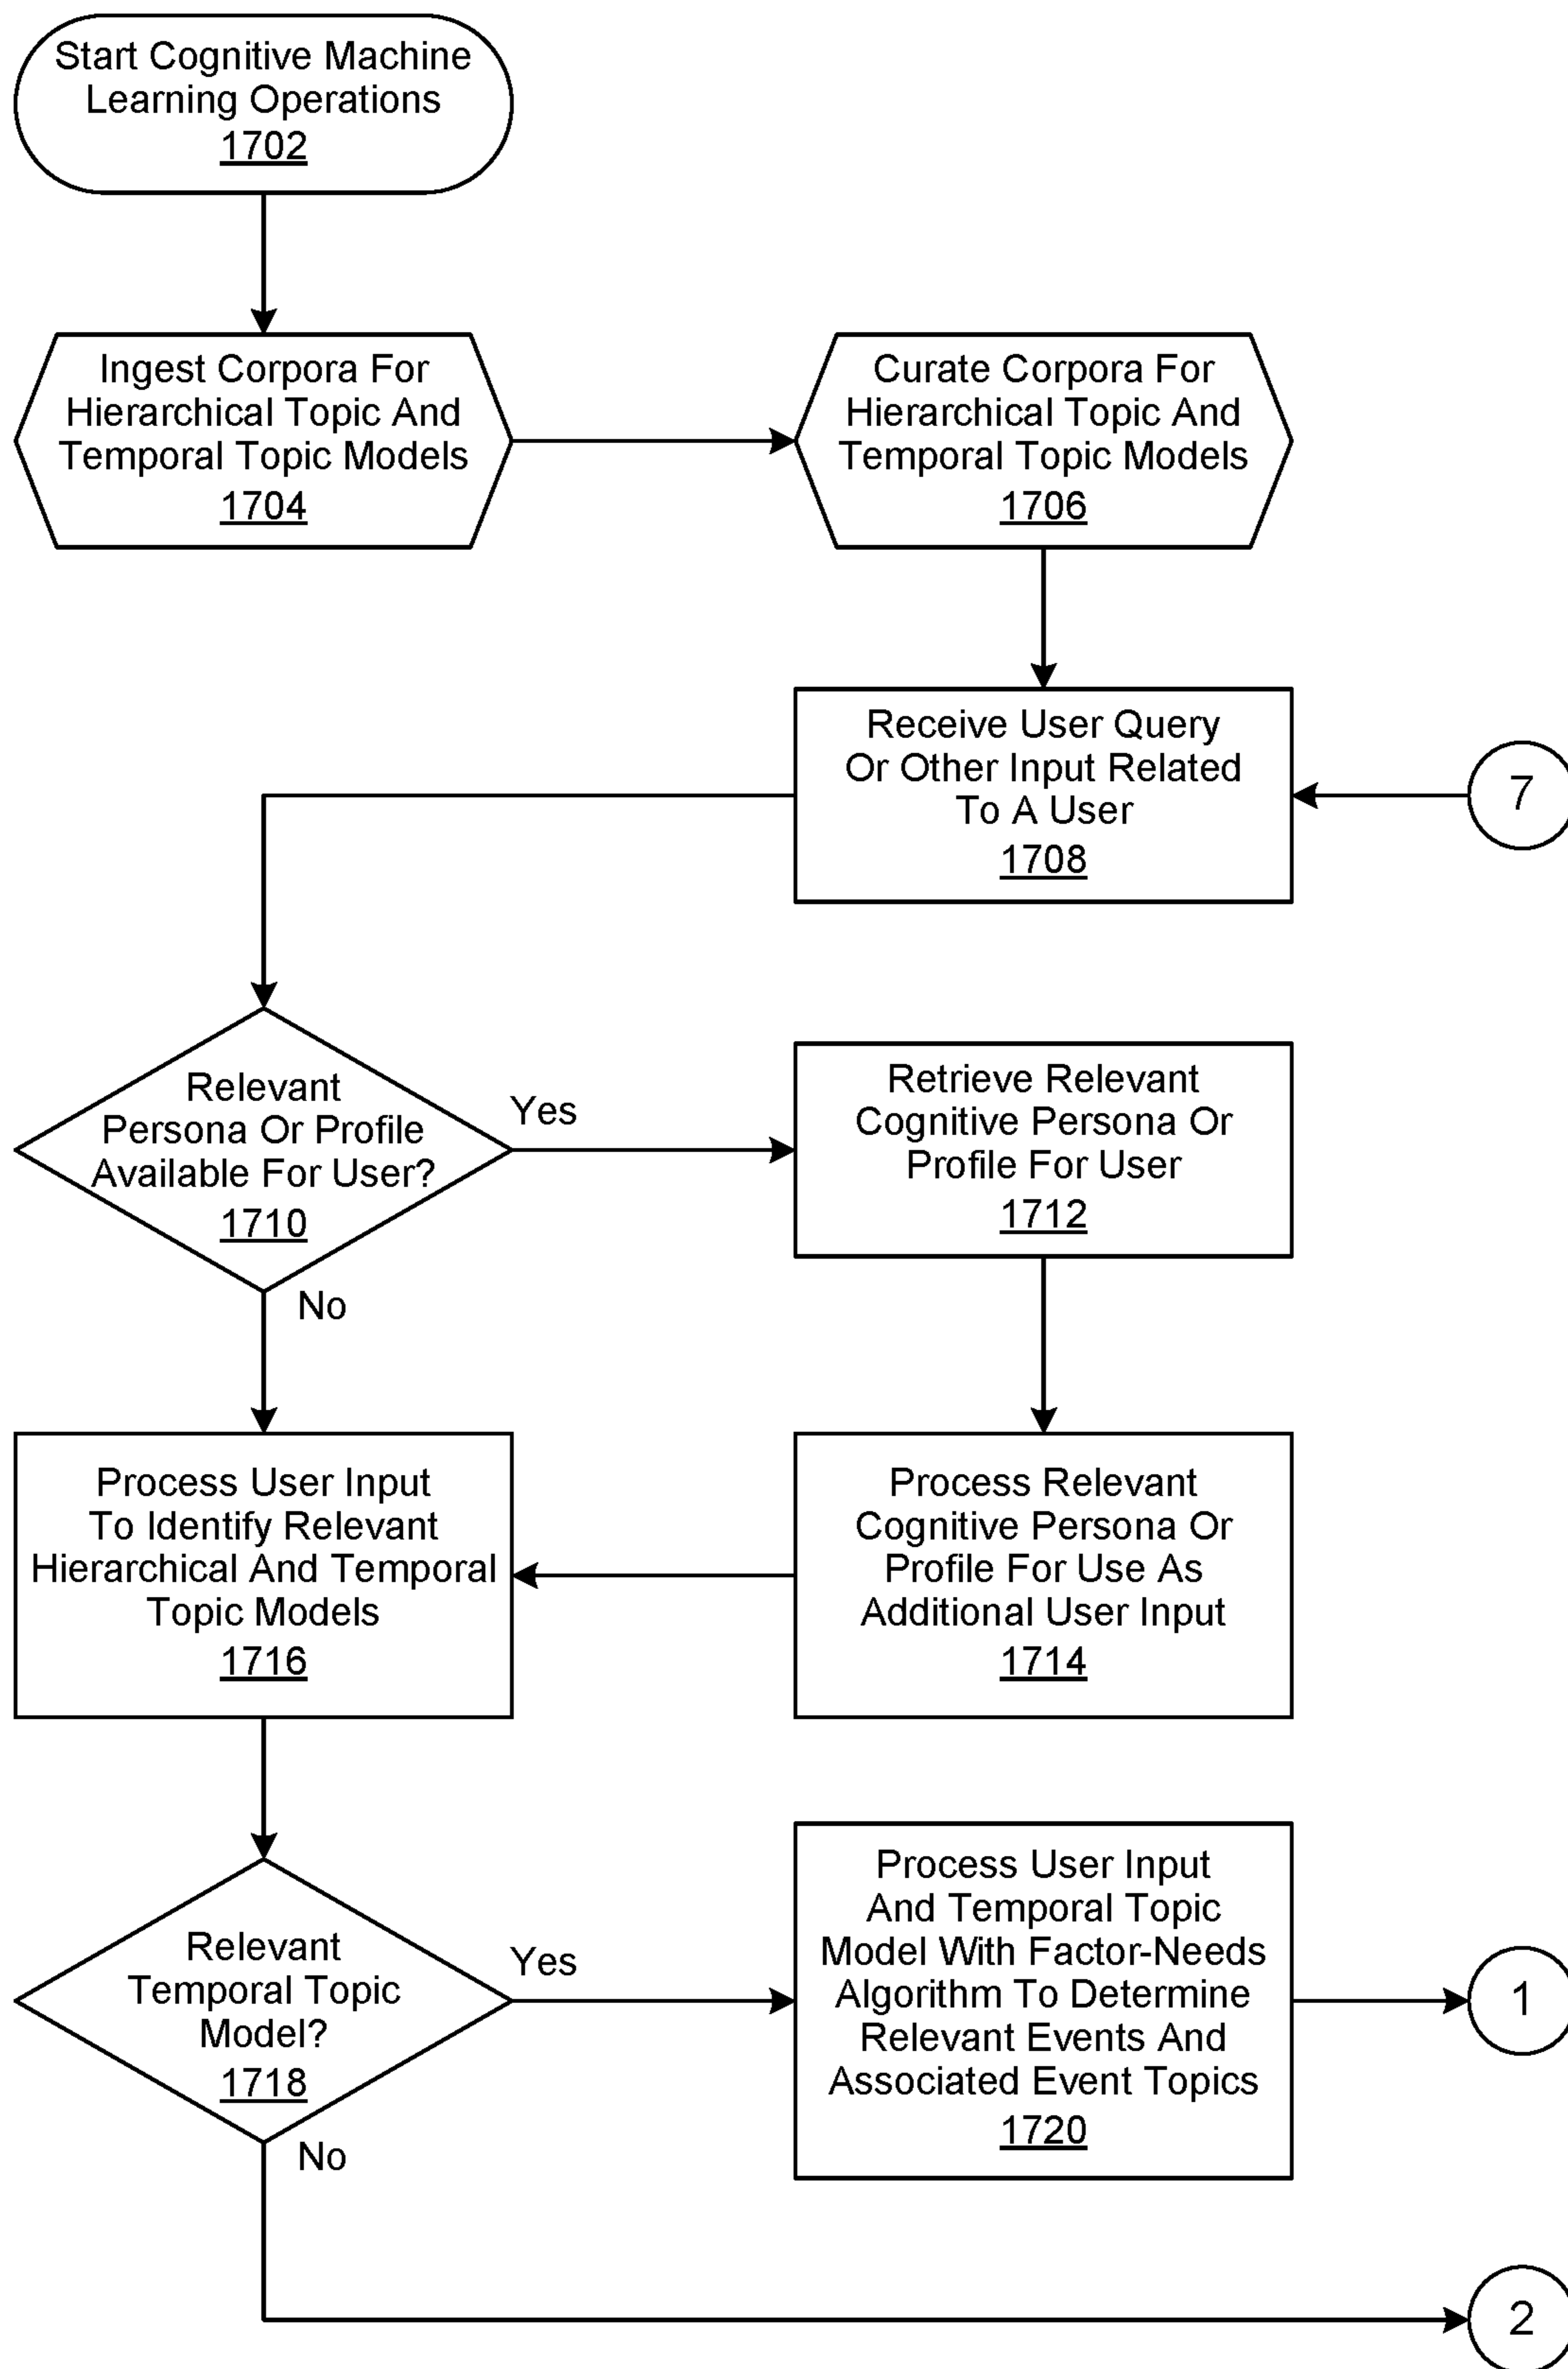 Start Cognitive Machine
Learning Operations
1702
Ingest Corpora For
Hierarchical Topic And
Temporal Topic Models
1704
Curate Corpora For
Hierarchical Topic And
Temporal Topic Models
1706
Receive User Query
Or Other Input Related
To A User
1708
7
Relevant
Persona Or Profile
Available For User?
1710
Yes
No
Retrieve Relevant
Cognitive Persona Or
Profile For User
1712
Process Relevant
Cognitive Persona Or
Profile For Use As
Additional User Input
1714
Process User Input
To Identify Relevant
Hierarchical And Temporal
Topic Models
1716
Relevant
Temporal Topic
Model?
1718
Yes
No
Process User Input
And Temporal Topic
Model With Factor-Needs
Algorithm To Determine
Relevant Events And
Associated Event Topics
1720
1
2